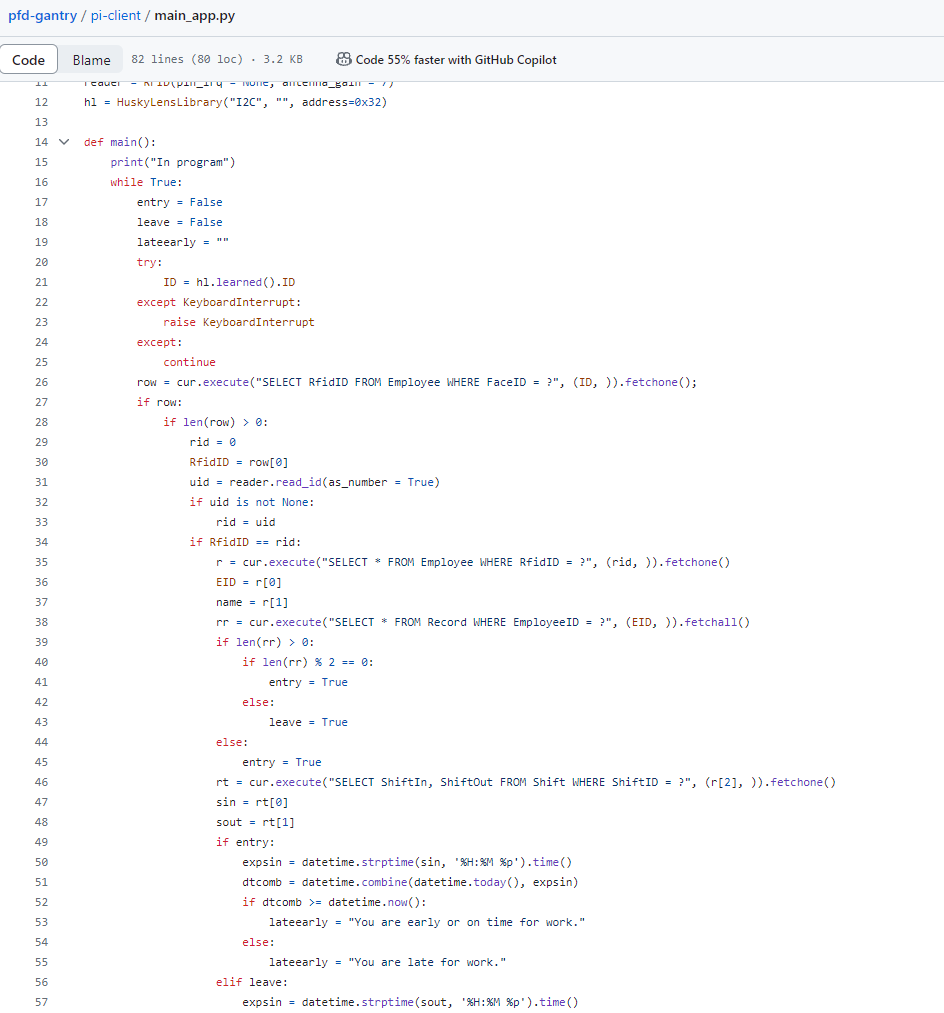 pfd-gantry / pi-client / main_app.py
Code Blame 82 lines (80 loc) · 3.2 KB Code 55% faster with GitHub Copilot
11 reader = RFID(pin_irq = None, antenna_gain = 7)
12 hl = HuskyLensLibrary("I2C", "", address=0x32)
13
14 def main():
15 print("In program")
16 while True:
17 entry = False
18 leave = False
19 lateearly = ""
20 try:
21 ID = hl.learned().ID
22 except KeyboardInterrupt:
23 raise KeyboardInterrupt
24 except:
25 continue
26 row = cur.execute("SELECT RfidID FROM Employee WHERE FaceID = ?", (ID, )).fetchone();
27 if row:
28 if len(row) > 0:
29 rid = 0
30 RfidID = row[0]
31 uid = reader.read_id(as_number = True)
32 if uid is not None:
33 rid = uid
34 if RfidID == rid:
35 r = cur.execute("SELECT * FROM Employee WHERE RfidID = ?", (rid, )).fetchone()
36 EID = r[0]
37 name = r[1]
38 rr = cur.execute("SELECT * FROM Record WHERE EmployeeID = ?", (EID, )).fetchall()
39 if len(rr) > 0:
40 if len(rr) % 2 == 0:
41 entry = True
42 else:
43 leave = True
44 else:
45 entry = True
46 rt = cur.execute("SELECT ShiftIn, ShiftOut FROM Shift WHERE ShiftID = ?", (r[2], )).fetchone()
47 sin = rt[0]
48 sout = rt[1]
49 if entry:
50 expsin = datetime.strptime(sin, '%H:%M %p').time()
51 dtcomb = datetime.combine(datetime.today(), expsin)
52 if dtcomb >= datetime.now():
53 lateearly = "You are early or on time for work."
54 else:
55 lateearly = "You are late for work."
56 elif leave:
57 expsin = datetime.strptime(sout, '%H:%M %p').time()